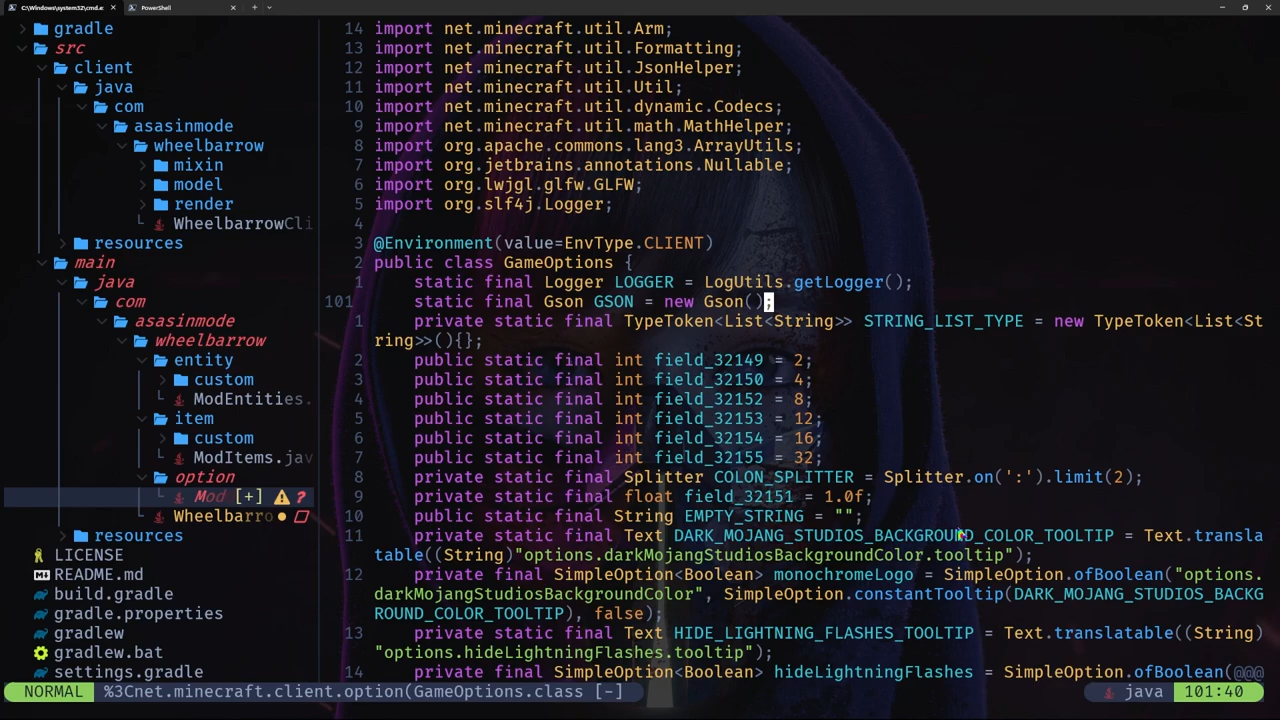 C:\Windows\system32\cmd.e:
PowerShell
gradle
src
client
java
com
asasinmode
wheelbarrow
mixin
model
render
WheelbarrowCli
resources
main
java
com
asasinmode
wheelbarrow
entity
custom
ModEntities.
item
custom
ModItems.jav
option
Mod [+]
Wheelbarro
resources
LICENSE
README.md
build.gradle
gradle.properties
gradlew
gradlew.bat
settings.gradle
14 import net.minecraft.util.Arm;
13 import net.minecraft.util.Formatting;
12 import net.minecraft.util.JsonHelper;
11 import net.minecraft.util.Util;
10 import net.minecraft.util.dynamic.Codecs;
9 import net.minecraft.util.math.MathHelper;
8 import org.apache.commons.lang3.ArrayUtils;
7 import org.jetbrains.annotations.Nullable;
6 import org.lwjgl.glfw.GLFW;
5 import org.slf4j.Logger;
4
3 @Environment(value=EnvType.CLIENT)
2 public class GameOptions {
1 static final Logger LOGGER = LogUtils.getLogger();
101 static final Gson GSON = new Gson();
1 private static final TypeToken<List<String>> STRING_LIST_TYPE = new TypeToken<List<St
ring>>(){};
2 public static final int field_32149 = 2;
3 public static final int field_32150 = 4;
4 public static final int field_32152 = 8;
5 public static final int field_32153 = 12;
6 public static final int field_32154 = 16;
7 public static final int field_32155 = 32;
8 private static final Splitter COLON_SPLITTER = Splitter.on(':').limit(2);
9 private static final float field_32151 = 1.0f;
10 public static final String EMPTY_STRING = "";
11 private static final Text DARK_MOJANG_STUDIOS_BACKGROUND_COLOR_TOOLTIP = Text.transla
table((String)"options.darkMojangStudiosBackgroundColor.tooltip");
12 private final SimpleOption<Boolean> monochromeLogo = SimpleOption.ofBoolean("options.
darkMojangStudiosBackgroundColor", SimpleOption.constantTooltip(DARK_MOJANG_STUDIOS_BACKG
ROUND_COLOR_TOOLTIP), false);
13 private static final Text HIDE_LIGHTNING_FLASHES_TOOLTIP = Text.translatable((String)
"options.hideLightningFlashes.tooltip");
14 private final SimpleOption<Boolean> hideLightningFlashes = SimpleOption.ofBoolean(@@@
NORMAL %3Cnet.minecraft.client.option(GameOptions.class [-] java 101:40